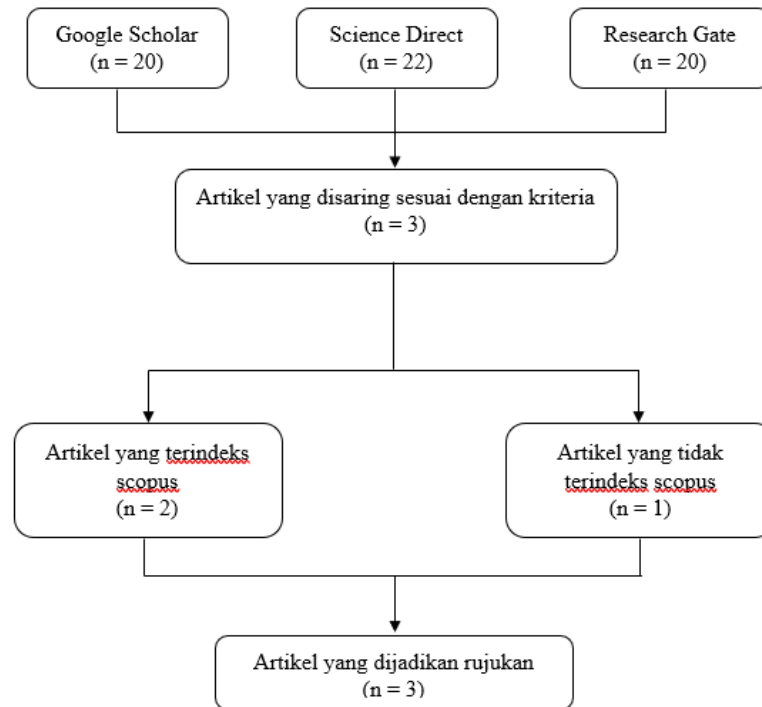 Google Scholar
(n = 20)
Science Direct
(n = 22)
Research Gate
(n = 20)
Artikel yang disaring sesuai dengan kriteria
(n = 3)
Artikel yang terindeks
scopus
(n = 2)
Artikel yang tidak
terindeks scopus
(n = 1)
Artikel yang dijadikan rujukan
(n = 3)